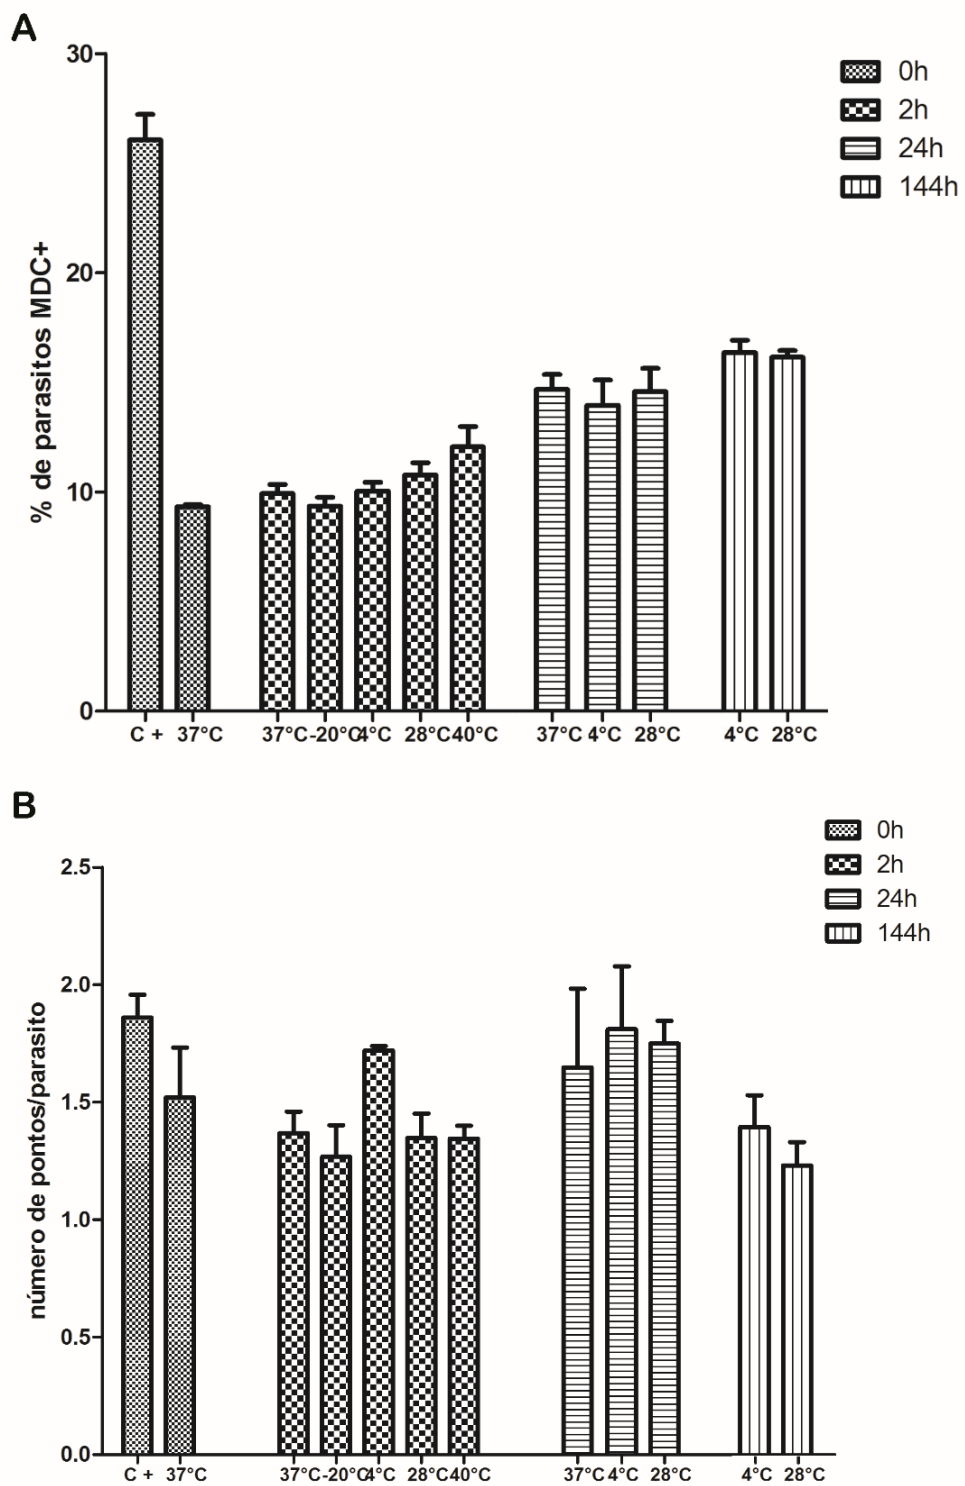 A
30
20
10
0
% de parasitos MDC+
0h
2h
24h
144h
C + 37°C 37°C -20°C 4°C 28°C 40°C 37°C 4°C 28°C 4°C 28°C
B
2.5
2.0
1.5
1.0
0.5
0.0
número de pontos/parasito
0h
2h
24h
144h
C + 37°C 37°C -20°C 4°C 28°C 40°C 37°C 4°C 28°C 4°C 28°C